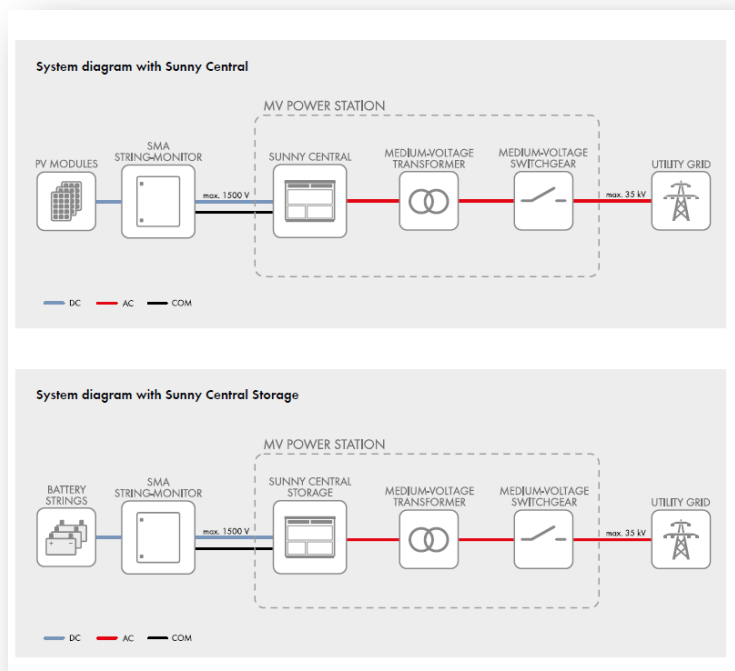 System diagram with Sunny Central
MV POWER STATION
PV MODULES
SMA
STRING-MONITOR
SUNNY CENTRAL
MEDIUM-VOLTAGE
TRANSFORMER
MEDIUM-VOLTAGE
SWITCHGEAR
UTILITY GRID
max. 1500 V
max. 35 kV
DC
AC
COM
System diagram with Sunny Central Storage
MV POWER STATION
BATTERY
STRINGS
SMA
STRING-MONITOR
SUNNY CENTRAL
STORAGE
MEDIUM-VOLTAGE
TRANSFORMER
MEDIUM-VOLTAGE
SWITCHGEAR
UTILITY GRID
max. 1500 V
max. 35 kV
DC
AC
COM